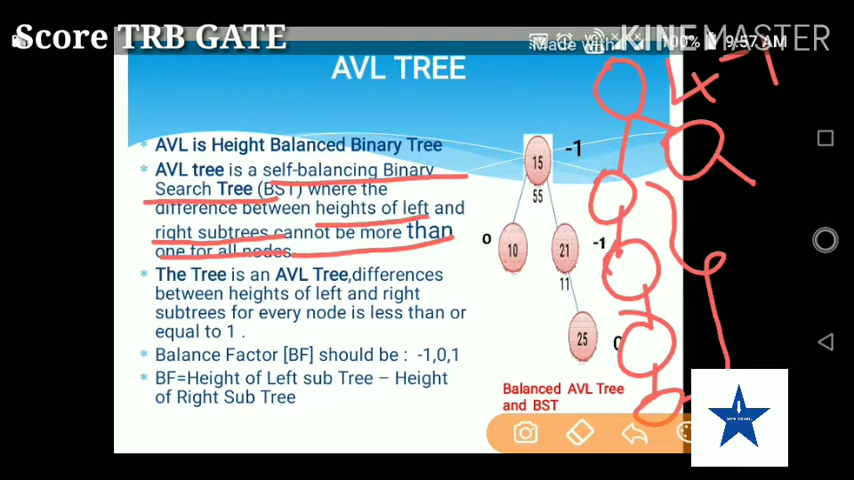 Score TRB GATE
Made with KINEMASTER
100% 9:57 AM
AVL TREE
* AVL is Height Balanced Binary Tree
* AVL tree is a self-balancing Binary
Search Tree (BST) where the
difference between heights of left and
right subtrees cannot be more than
one for all nodes.
* The Tree is an AVL Tree,differences
between heights of left and right
subtrees for every node is less than or
equal to 1 .
* Balance Factor [BF] should be : -1,0,1
* BF=Height of Left sub Tree – Height
of Right Sub Tree
15
-1
55
0
10
21
-1
11
25
0
Balanced AVL Tree
and BST